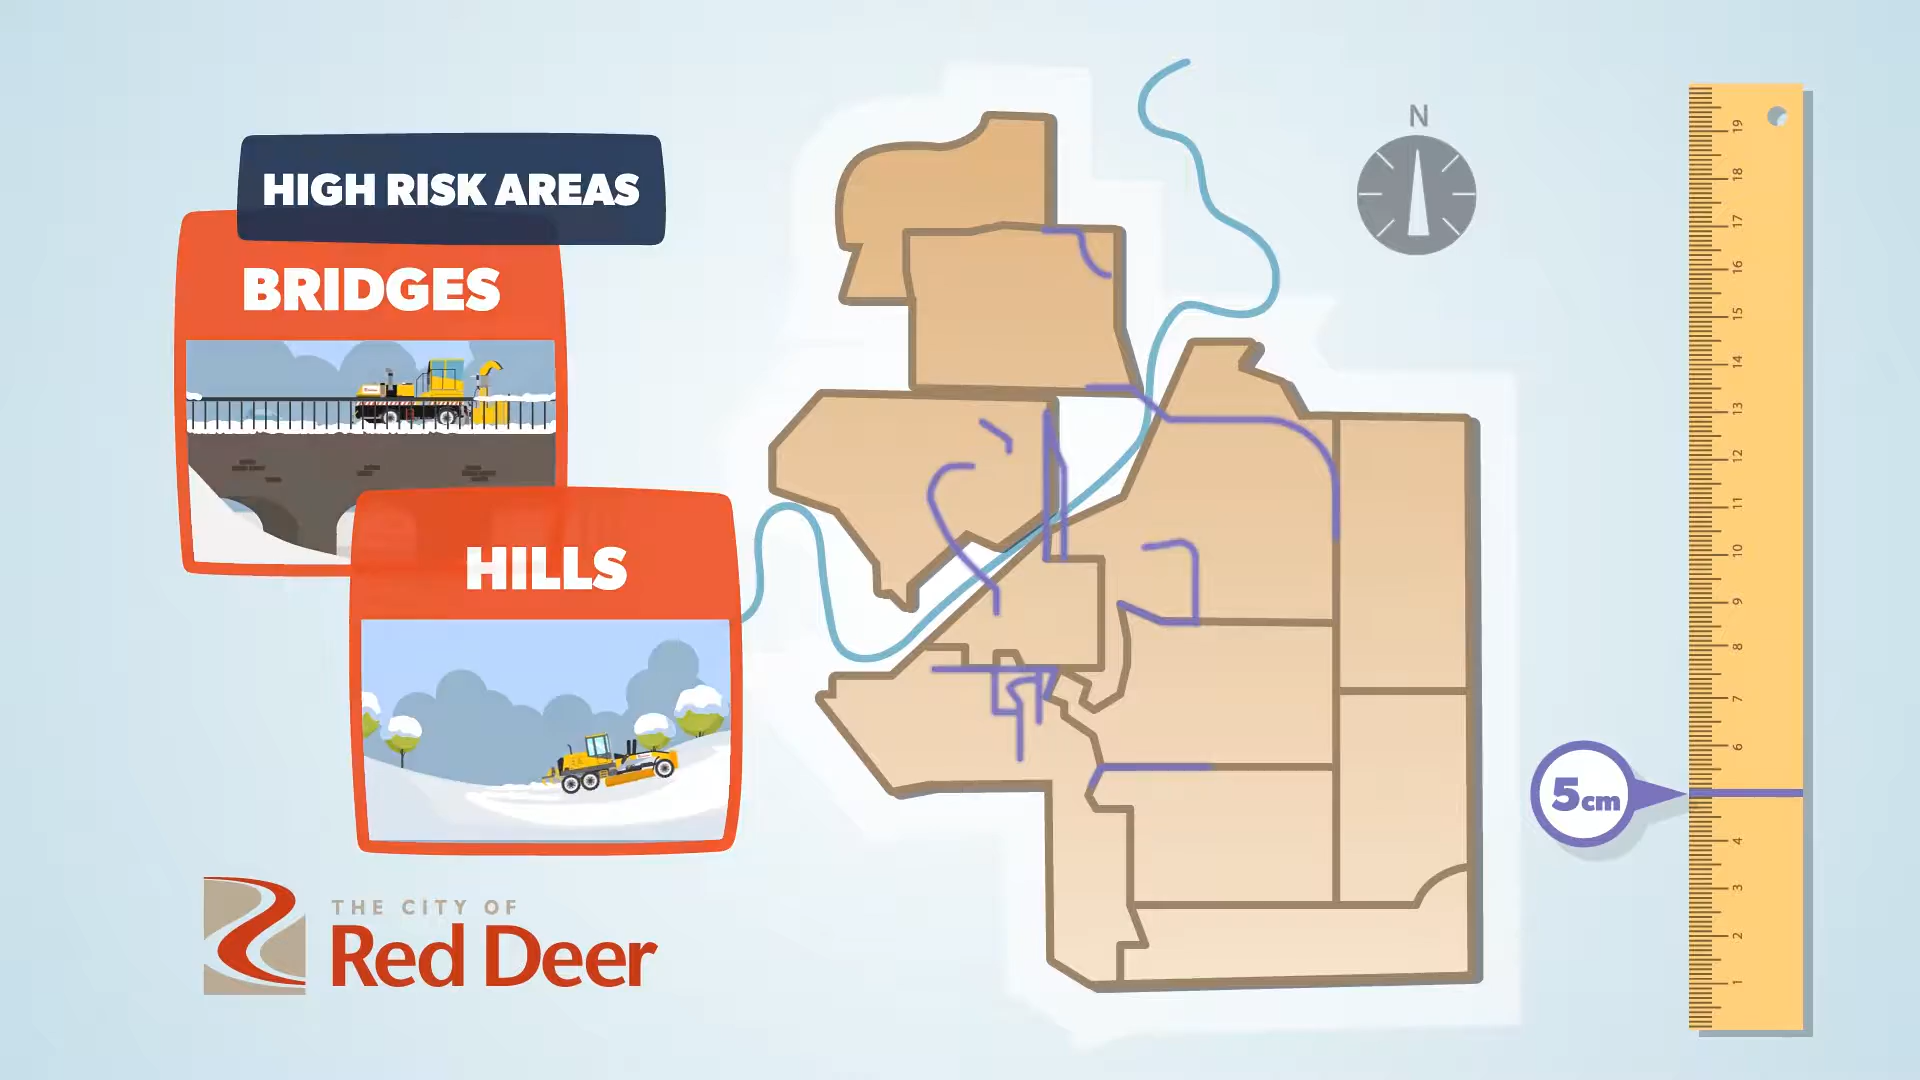 HIGH RISK AREAS
BRIDGES
HILLS
THE CITY OF
Red Deer
N
5cm
19
18
17
16
15
14
13
12
11
10
9
8
7
6
4
3
2
1